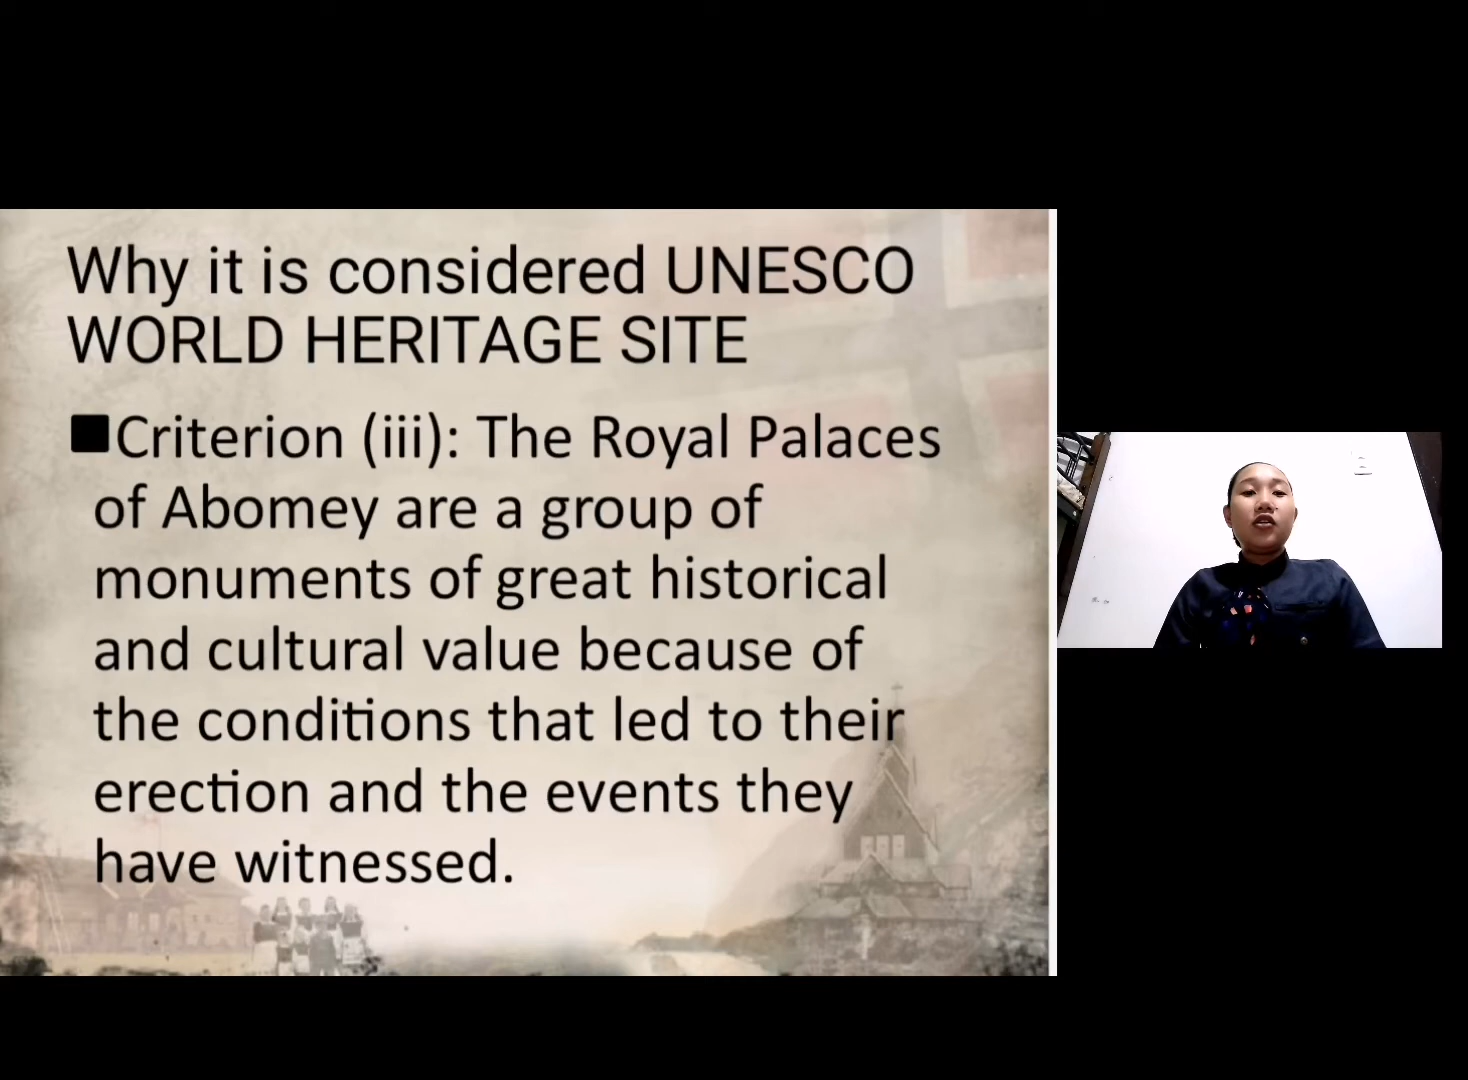 Why it is considered UNESCO
WORLD HERITAGE SITE
■Criterion (iii): The Royal Palaces
of Abomey are a group of
monuments of great historical
and cultural value because of
the conditions that led to their
erection and the events they
have witnessed.